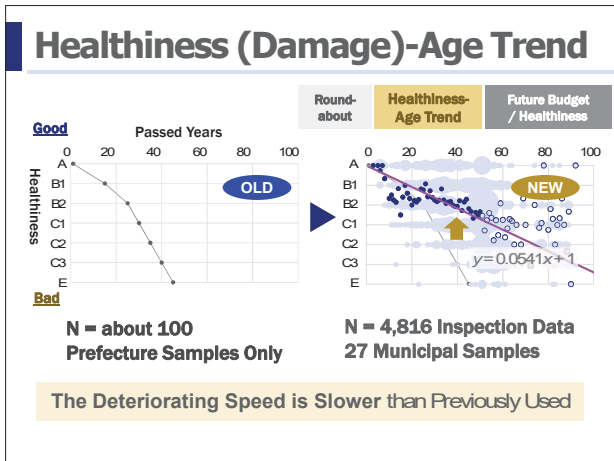 Healthiness (Damage)-Age Trend
Round-
about
Healthiness-
Age Trend
Future Budget
/ Healthiness
Good
Passed Years
0 20 40 60 80 100
Healthiness
A
B1
B2
C1
C2
C3
E
OLD
Bad
0 20 40 60 80 100
A
B1
B2
C1
C2
C3
E
NEW
y = 0.0541x + 1
N = about 100
Prefecture Samples Only
N = 4,816 Inspection Data
27 Municipal Samples
The Deteriorating Speed is Slower than Previously Used